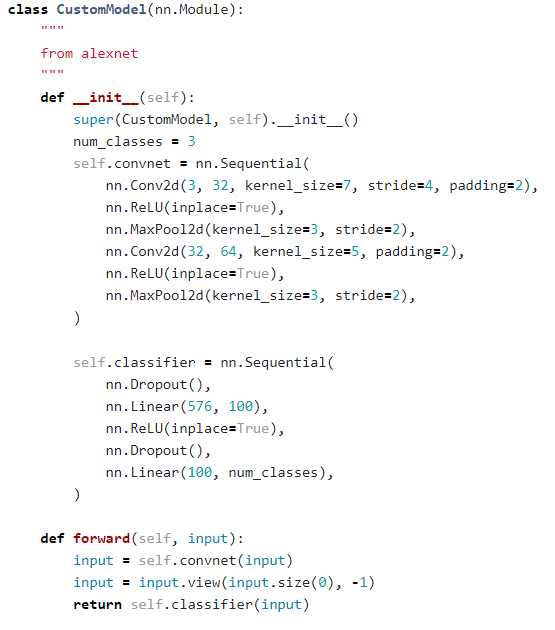 class CustomModel(nn.Module):
    """
    from alexnet
    """
    def __init__(self):
        super(CustomModel, self).__init__()
        num_classes = 3
        self.convnet = nn.Sequential(
            nn.Conv2d(3, 32, kernel_size=7, stride=4, padding=2),
            nn.ReLU(inplace=True),
            nn.MaxPool2d(kernel_size=3, stride=2),
            nn.Conv2d(32, 64, kernel_size=5, padding=2),
            nn.ReLU(inplace=True),
            nn.MaxPool2d(kernel_size=3, stride=2),
        )

        self.classifier = nn.Sequential(
            nn.Dropout(),
            nn.Linear(576, 100),
            nn.ReLU(inplace=True),
            nn.Dropout(),
            nn.Linear(100, num_classes),
        )

    def forward(self, input):
        input = self.convnet(input)
        input = input.view(input.size(0), -1)
        return self.classifier(input)